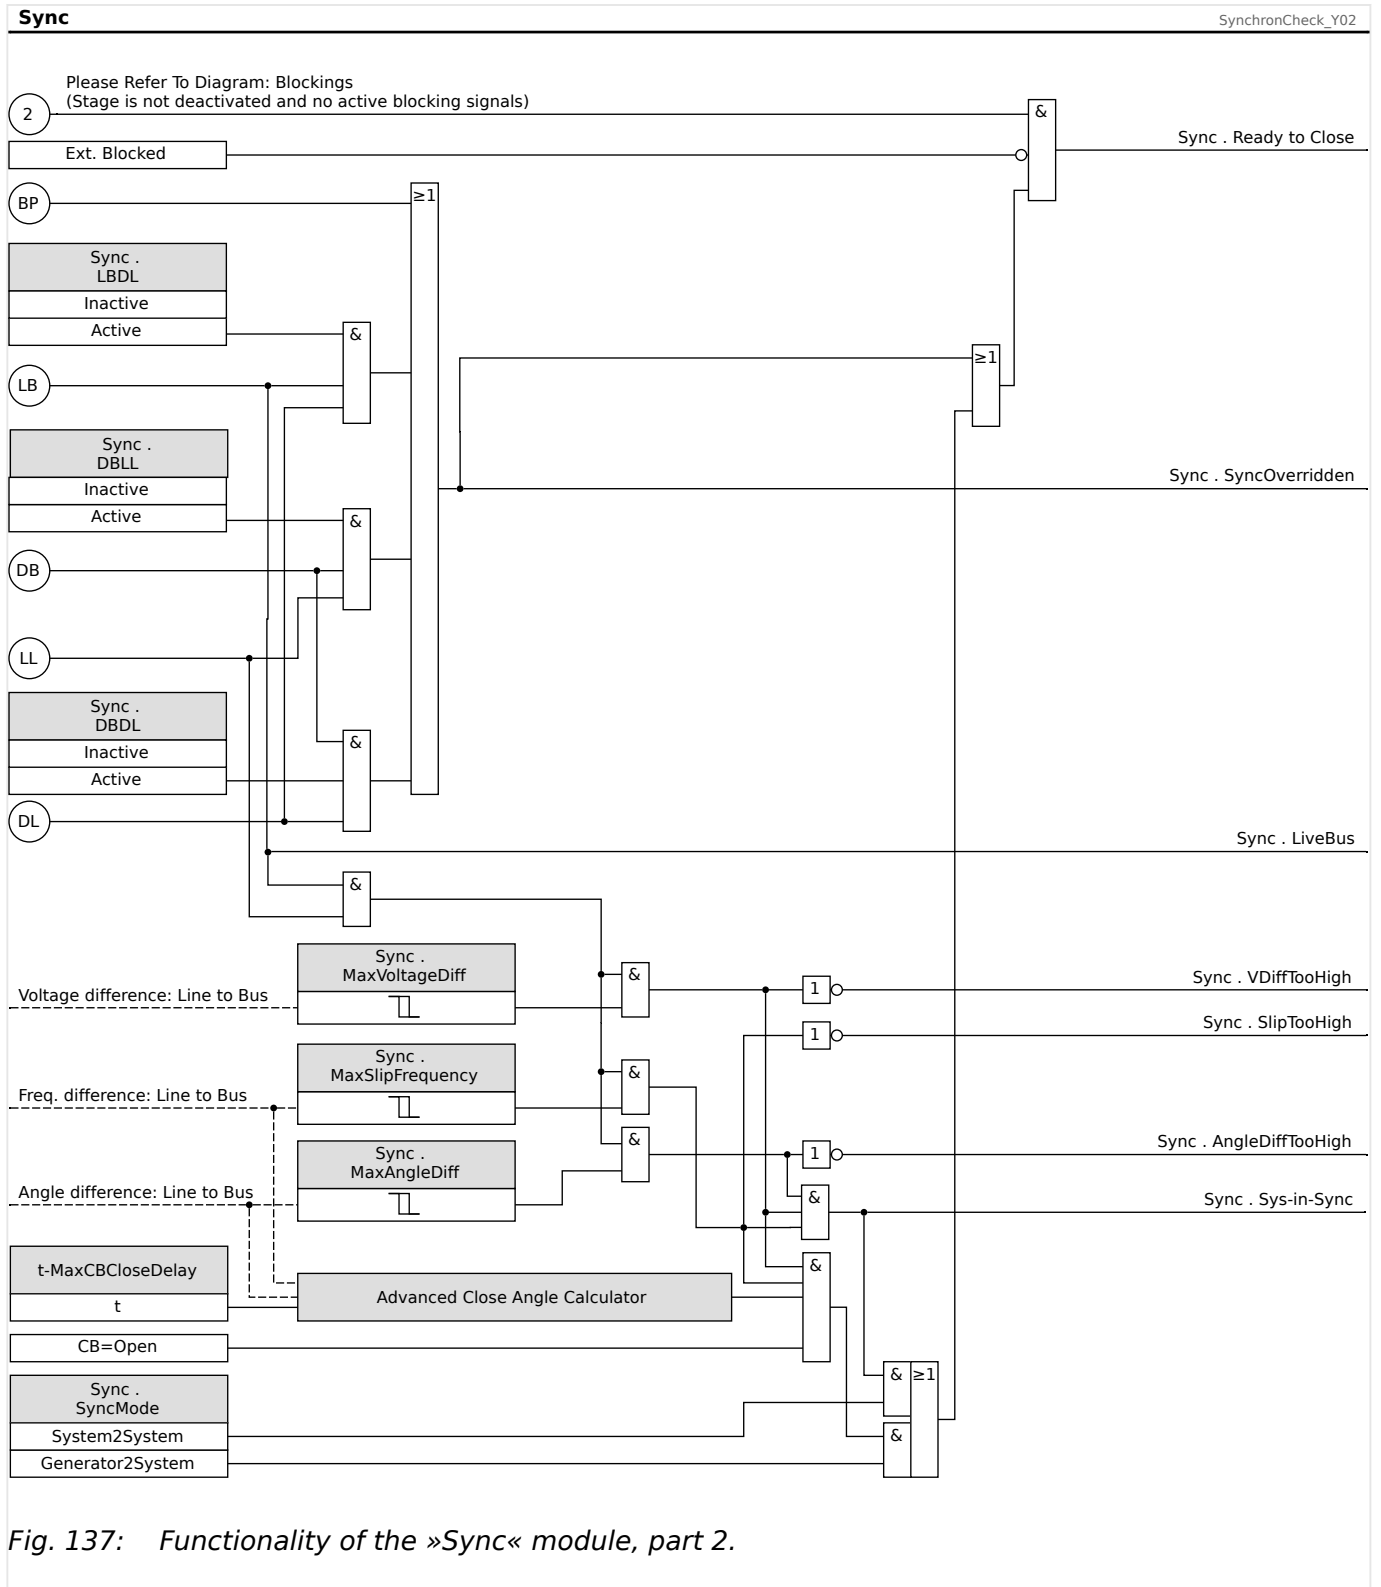 Sync
SynchronCheck_Y02
Please Refer To Diagram: Blockings
(Stage is not deactivated and no active blocking signals)
2
&
Sync . Ready to Close
Ext. Blocked
BP
≥1
Sync .
LBDL
Inactive
Active
&
≥1
LB
Sync .
DBLL
Inactive
Active
&
Sync . SyncOverridden
DB
LL
Sync .
DBDL
Inactive
Active
&
DL
Sync . LiveBus
&
Sync .
MaxVoltageDiff
Voltage difference: Line to Bus
&
1
Sync . VDiffTooHigh
1
Sync . SlipTooHigh
Sync .
MaxSlipFrequency
Freq. difference: Line to Bus
&
Sync .
MaxAngleDiff
Angle difference: Line to Bus
&
1
Sync . AngleDiffTooHigh
&
Sync . Sys-in-Sync
t-MaxCBCloseDelay
t
Advanced Close Angle Calculator
&
CB=Open
Sync .
SyncMode
System2System
Generator2System
& ≥1
&
Fig. 137: Functionality of the »Sync« module, part 2.